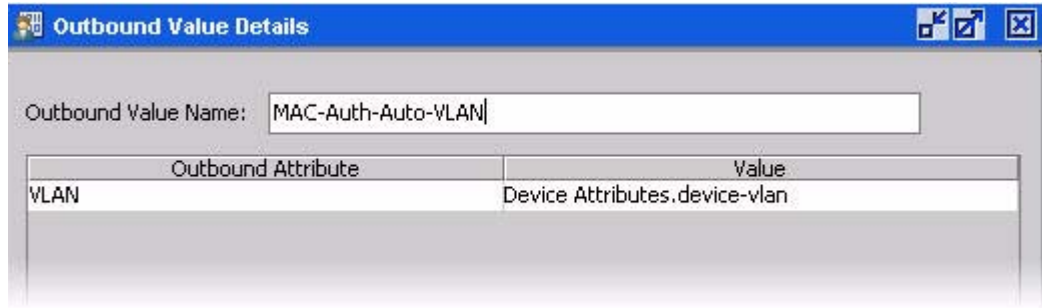 Outbound Value Details
Outbound Value Name: MAC-Auth-Auto-VLAN
Outbound Attribute Value
VLAN Device Attributes.device-vlan